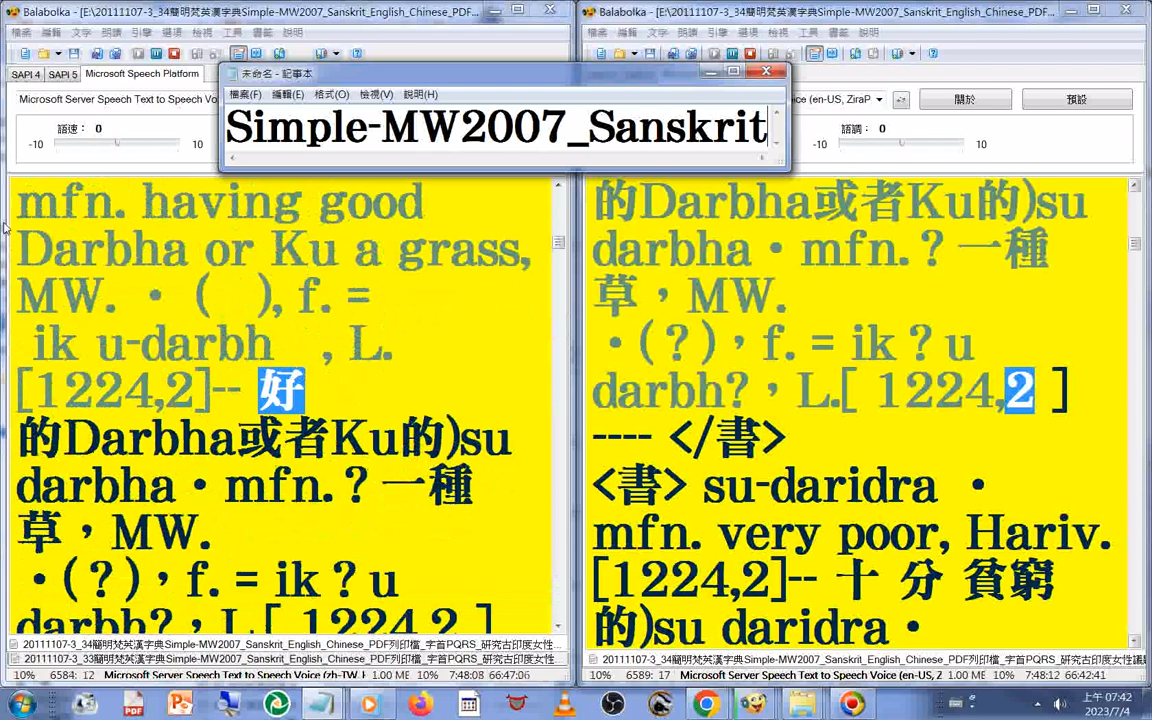 Balabolka - [E:\20111107-3_34簡明梵英漢字典Simple-MW2007_Sanskrit_English_Chinese_PDF...
檔案 編輯 文字 朗讀 引擎 選項 檢視 工具 書籤 說明
SAPI 4 SAPI 5 Microsoft Speech Platform
Microsoft Server Speech Text to Speech Vo
語速： 0
-10 10
未命名 - 記事本
檔案(F) 編輯(E) 格式(O) 檢視(V) 說明(H)
Simple-MW2007_Sanskrit
mfn. having good
Darbha or Ku a grass,
MW. • ( ), f. =
ik u-darbh , L.
[1224,2]-- 好
的Darbha或者Ku的)su
darbha • mfn. ? 一種
草，MW.
•(?)，f. = ik ? u
darbh?，L.[ 1224,2 ]
20111107-3_34簡明梵英漢字典Simple-MW2007_Sanskrit_English_Chinese_PDF列印檔_字首PQRS_研究古印度女性...
20111107-3_33簡明梵英漢字典Simple-MW2007_Sanskrit_English_Chinese_PDF列印檔_字首PQRS_研究古印度女性...
10% 6584: 12 Microsoft Server Speech Text to Speech Voice (zh-TW, 1.00 MB 7:48:08 66:47:06
Balabolka - [E:\20111107-3_34簡明梵英漢字典Simple-MW2007_Sanskrit_English_Chinese_PDF...
檔案 編輯 文字 朗讀 引擎 選項 檢視 工具 書籤 說明
ice (en-US, ZiraP 關於 預設
語調： 0
-10 10
的Darbha或者Ku的)su
darbha • mfn. ? 一種
草，MW.
•(?)，f. = ik ? u
darbh?，L.[ 1224,2 ]
---- </書>
<書> su-daridra •
mfn. very poor, Hariv.
[1224,2]-- 十 分 貧窮
的)su daridra •
20111107-3_34簡明梵英漢字典Simple-MW2007_Sanskrit_English_Chinese_PDF列印檔_字首PQRS_研究古印度女性議
10% 6589: 17 Microsoft Server Speech Text to Speech Voice (en-US, Z 1.00 MB 7:48:12 66:42:41
上午 07:42
2023/7/4